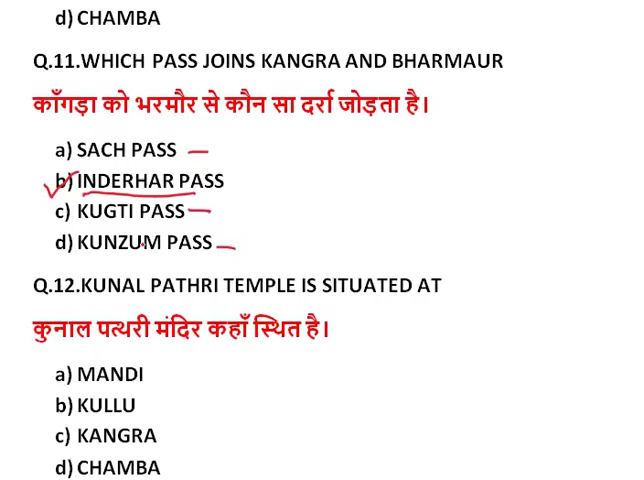 d) CHAMBA
Q.11.WHICH PASS JOINS KANGRA AND BHARMAUR
काँगड़ा को भरमौर से कौन सा दर्रा जोड़ता है।
a) SACH PASS
b) INDERHAR PASS
c) KUGTI PASS
d) KUNZUM PASS
Q.12.KUNAL PATHRI TEMPLE IS SITUATED AT
कुनाल पत्थरी मंदिर कहाँ स्थित है।
a) MANDI
b) KULLU
c) KANGRA
d) CHAMBA